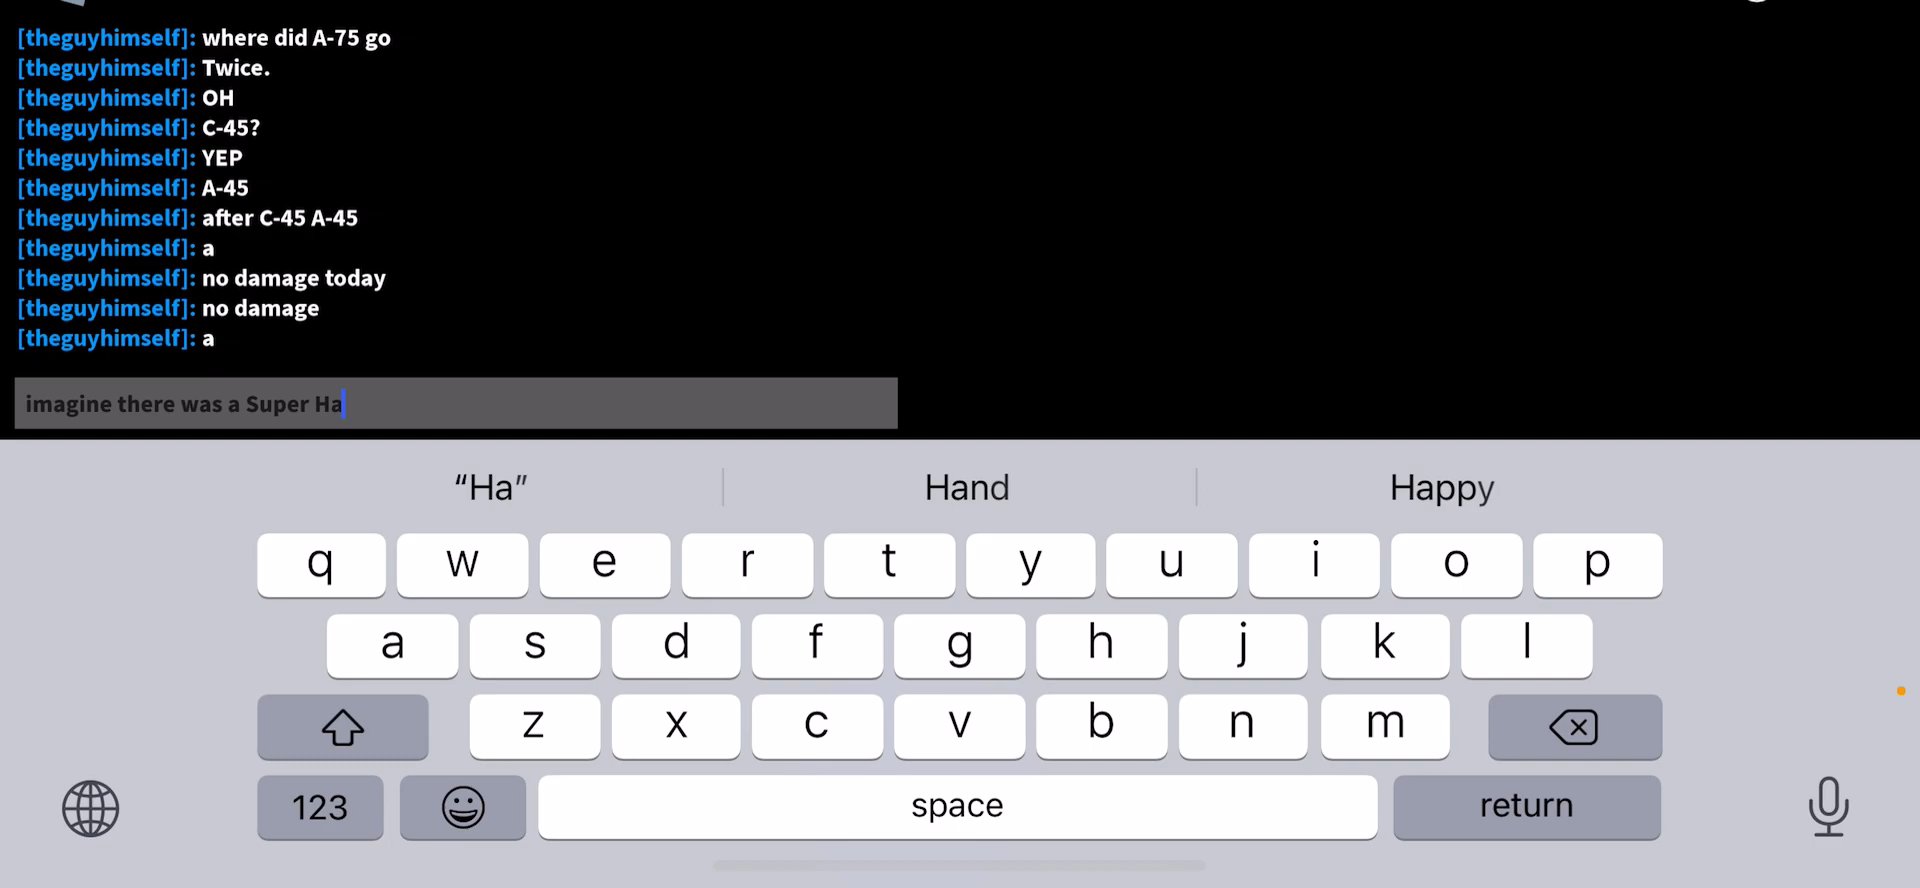 [theguyhimself]: where did A-75 go
[theguyhimself]: Twice.
[theguyhimself]: OH
[theguyhimself]: C-45?
[theguyhimself]: YEP
[theguyhimself]: A-45
[theguyhimself]: after C-45 A-45
[theguyhimself]: a
[theguyhimself]: no damage today
[theguyhimself]: no damage
[theguyhimself]: a
imagine there was a Super Ha
“Ha” Hand Happy
q w e r t y u i o p
a s d f g h j k l
z x c v b n m
123 space return